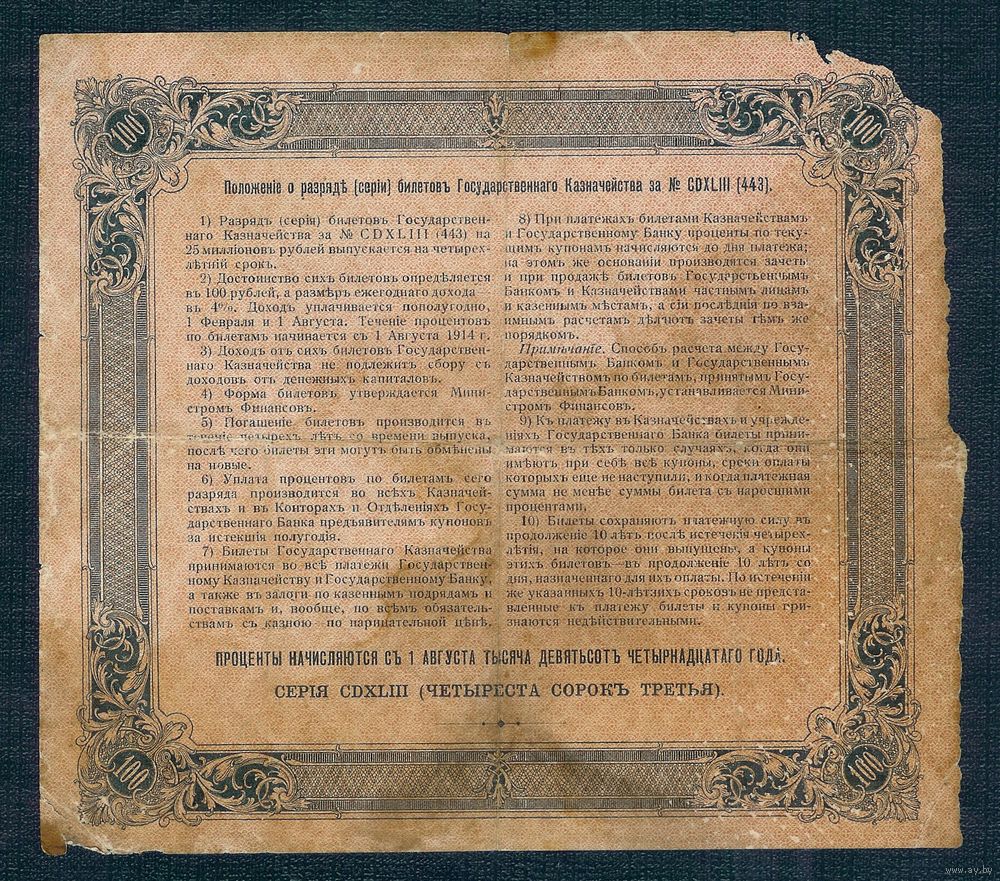 100
100
Положеніе о разрядѣ (серіи) билетовъ Государственнаго Казначейства за № CDXLIII (443).
1) Разрядъ (серія) билетовъ Государствен-
наго Казначейства за № CDXLIII (443) на
25 милліоновъ рублей выпускается на четырех-
лѣтній срокъ.
2) Достоинство сихъ билетовъ опредѣляется
въ 100 рублей, а размѣръ ежегоднаго дохода —
въ 4%. Доходъ уплачивается пополугодно,
1 Февраля и 1 Августа. Теченіе процентовъ
по билетамъ начинается съ 1 Августа 1914 г.
3) Доходъ отъ сихъ билетовъ Государствен-
наго Казначейства не подлежитъ сбору съ
доходовъ отъ денежныхъ капиталовъ.
4) Форма билетовъ утверждается Мини-
стромъ Финансовъ.
5) Погашеніе билетовъ производится въ
теченіе четырехъ лѣтъ со времени выпуска,
послѣ чего билеты эти могутъ быть обмѣнены
на новые.
6) Уплата процентовъ по билетамъ сего
разряда производится во всѣхъ Казначей-
ствахъ и въ Конторахъ и Отдѣленіяхъ Госу-
дарственнаго Банка предъявителямъ купоновъ
за истекшія полугодія.
7) Билеты Государственнаго Казначейства
принимаются во всѣ платежи Государствен-
ному Казначейству и Государственному Банку,
а также въ залоги по казеннымъ подрядамъ и
поставкамъ и, вообще, по всѣмъ обязатель-
ствамъ съ казною—по нарицательной цѣнѣ.
8) При платежахъ билетами Казначействамъ
и Государственному Банку проценты по теку-
щимъ купонамъ начисляются до дня платежа;
на этомъ же основаніи производятся зачеты
и при продажѣ билетовъ Государственнымъ
Банкомъ и Казначействами частнымъ лицамъ
и казеннымъ мѣстамъ, а сіи послѣднія по вза-
имнымъ расчетамъ дѣлаютъ зачеты тѣмъ же
порядкомъ.
Примѣчаніе. Способъ расчета между Госу-
дарственнымъ Банкомъ и Государственнымъ
Казначействомъ по билетамъ, принятымъ Госу-
дарственнымъ Банкомъ, устанавливается Мини-
стромъ Финансовъ.
9) Къ платежу въ Казначействахъ и учрежде-
ніяхъ Государственнаго Банка билеты прини-
маются въ тѣхъ только случаяхъ, когда они
имѣютъ при себѣ всѣ купоны, сроки оплаты
которыхъ еще не наступили, и когда платежная
сумма не менѣе суммы билета съ наросшими
процентами.
10) Билеты сохраняютъ платежную силу въ
продолженіе 10 лѣтъ послѣ истеченія четырех-
лѣтія, на которое они выпущены, а купоны
этихъ билетовъ—въ продолженіе 10 лѣтъ со
дня, назначеннаго для ихъ оплаты. По истеченіи
же указанныхъ 10-лѣтнихъ сроковъ не предста-
вленные къ платежу билеты и купоны при-
знаются недѣйствительными.
ПРОЦЕНТЫ НАЧИСЛЯЮТСЯ СЪ 1 АВГУСТА ТЫСЯЧА ДЕВЯТЬСОТЪ ЧЕТЫРНАДЦАТАГО ГОДА.
СЕРІЯ CDXLIII (ЧЕТЫРЕСТА СОРОКЪ ТРЕТЬЯ).
100
100
www.ay.by